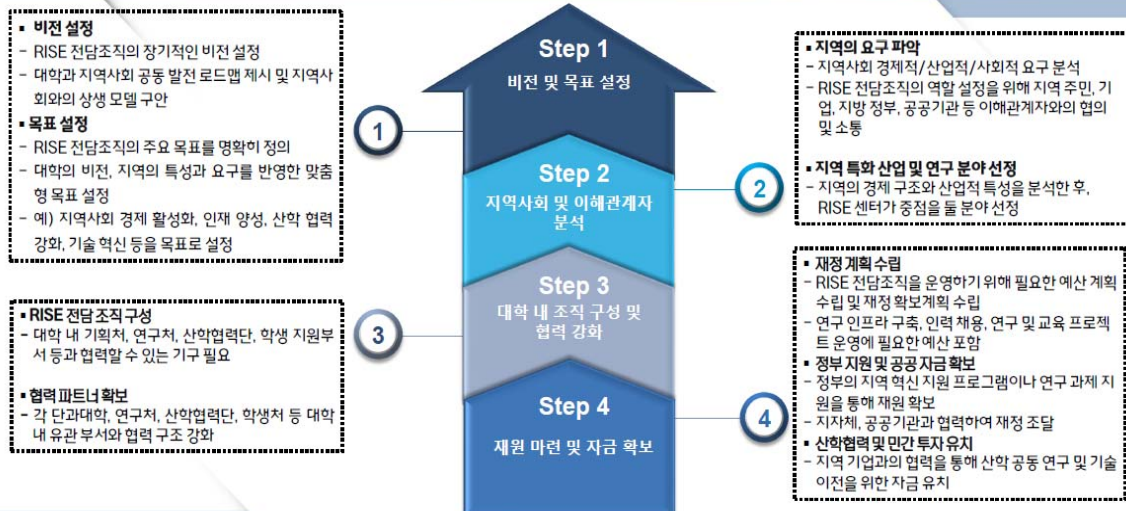 ▪ 비전 설정
- RISE 전담조직의 장기적인 비전 설정
- 대학과 지역사회 공동 발전 로드맵 제시 및 지역사
회와의 상생 모델 구안
▪ 목표 설정
- RISE 전담조직의 주요 목표를 명확히 정의
- 대학의 비전, 지역의 특성과 요구를 반영한 맞춤
형 목표 설정
- 예) 지역사회 경제 활성화, 인재 양성, 산학 협력
강화, 기술 혁신 등을 목표로 설정
1
Step 1
비전 및 목표 설정
▪ 지역의 요구 파악
- 지역사회 경제적/산업적/사회적 요구 분석
- RISE 전담조직의 역할 설정을 위해 지역 주민, 기
업, 지방 정부, 공공기관 등 이해관계자와의 협의
및 소통
▪ 지역 특화 산업 및 연구 분야 선정
- 지역의 경제 구조와 산업적 특성을 분석한 후,
RISE 센터가 중점을 둘 분야 선정
2
Step 2
지역사회 및 이해관계자
분석
▪ RISE 전담 조직 구성
- 대학 내 기획처, 연구처, 산학협력단, 학생 지원부
서 등과 협력할 수 있는 기구 필요
▪ 협력 파트너 확보
- 각 단과대학, 연구처, 산학협력단, 학생처 등 대학
내 유관 부서와 협력 구조 강화
3
Step 3
대학 내 조직 구성 및
협력 강화
Step 4
재원 마련 및 자금 확보
4
▪ 재정 계획 수립
- RISE 전담조직을 운영하기 위해 필요한 예산 계획
수립 및 재정 확보계획 수립
- 연구 인프라 구축, 인력 채용, 연구 및 교육 프로젝
트 운영에 필요한 예산 포함
▪ 정부 지원 및 공공 자금 확보
- 정부의 지역 혁신 지원 프로그램이나 연구 과제 지
원을 통해 재원 확보
- 지자체, 공공기관과 협력하여 재정 조달
▪ 산학협력 및 민간 투자 유치
- 지역 기업과의 협력을 통해 산학 공동 연구 및 기술
이전을 위한 자금 유치